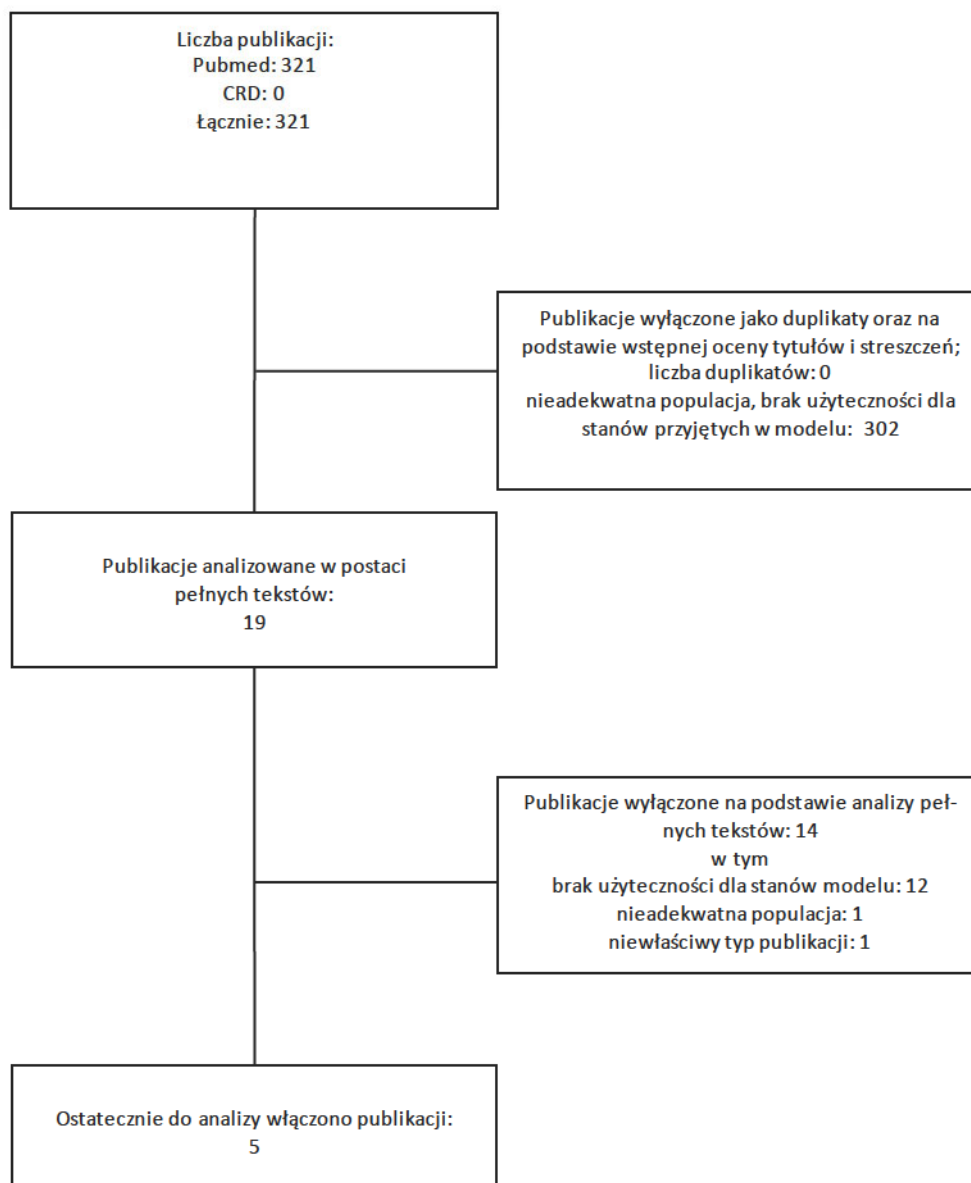 Liczba publikacji:
Pubmed: 321
CRD: 0
Łącznie: 321
Publikacje wyłączone jako duplikaty oraz na
podstawie wstępnej oceny tytułów i streszczeń;
liczba duplikatów: 0
nieadekwatna populacja, brak użyteczności dla
stanów przyjętych w modelu: 302
Publikacje analizowane w postaci
pełnych tekstów:
19
Publikacje wyłączone na podstawie analizy peł-
nych tekstów: 14
w tym
brak użyteczności dla stanów modelu: 12
nieadekwatna populacja: 1
niewłaściwy typ publikacji: 1
Ostatecznie do analizy włączono publikacji:
5